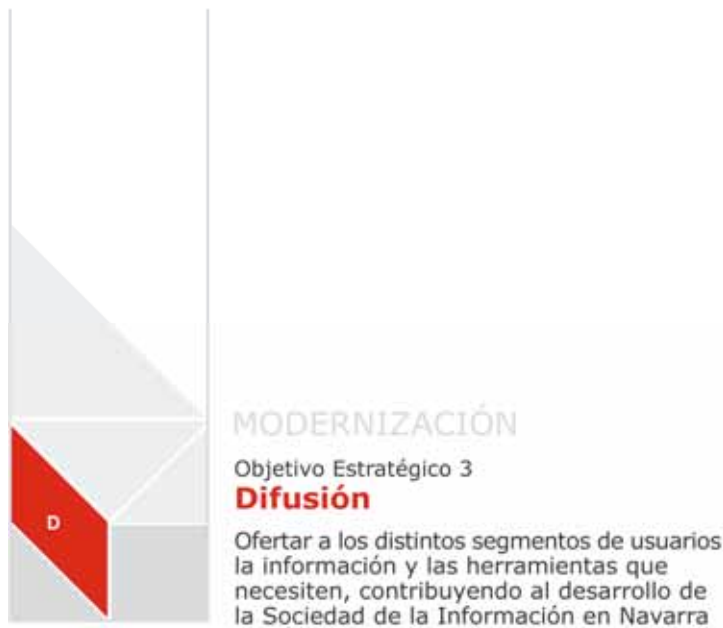 MODERNIZACIÓN
Objetivo Estratégico 3
Difusión
D
Ofertar a los distintos segmentos de usuarios
la información y las herramientas que
necesiten, contribuyendo al desarrollo de
la Sociedad de la Información en Navarra